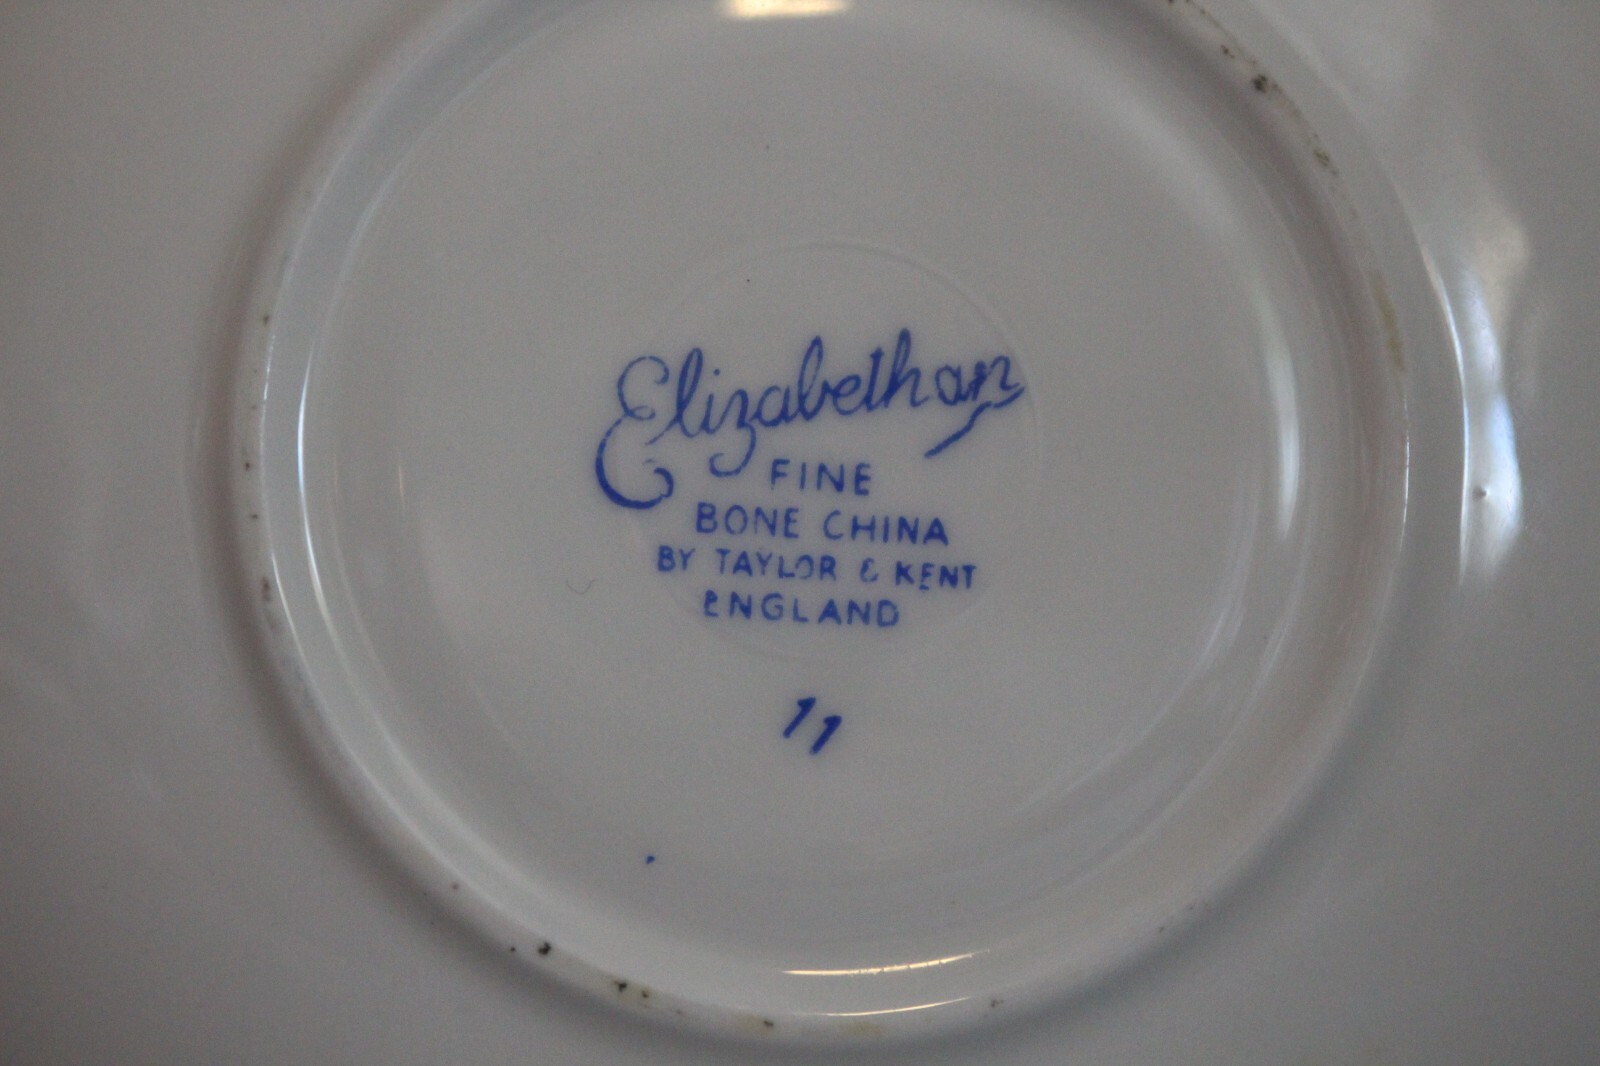 Elizabethan
FINE
BONE CHINA
BY TAYLOR & KENT
ENGLAND
11